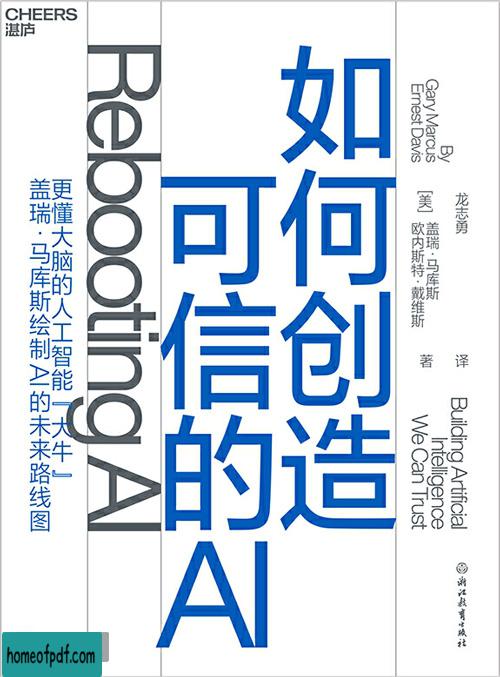 CHEERS
湛庐
Rebooting AI
更懂大脑的人工智能『大牛』
盖瑞·马库斯绘制AI的未来路线图
如何创造
可信的AI
By
Gary Marcus
Ernest Davis
[美] 盖瑞·马库斯
欧内斯特·戴维斯 著
龙志勇 译
Building Artificial
Intelligence
We Can Trust
浙江教育出版社
homeofpdf.com